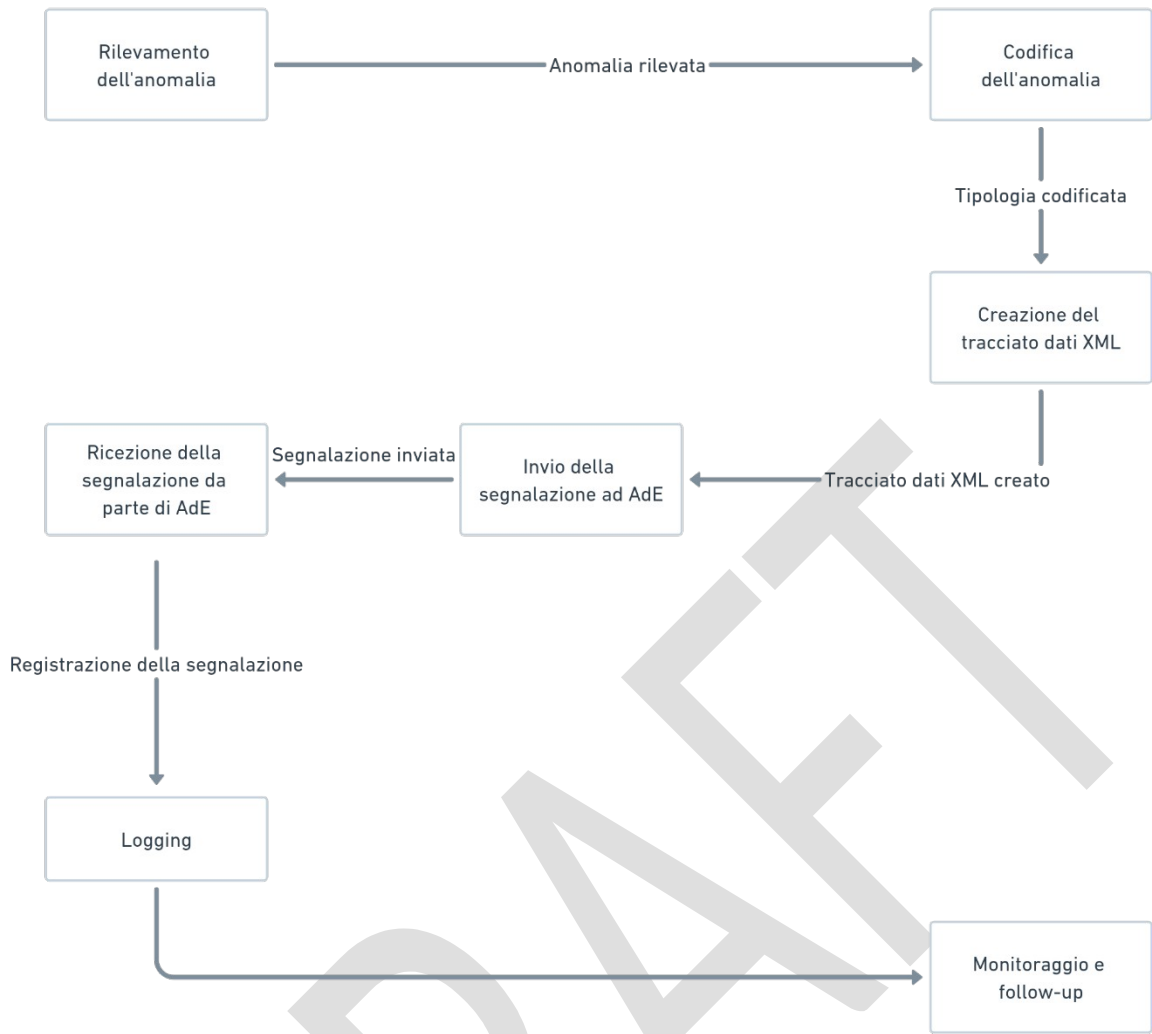 Rilevamento
dell'anomalia
Anomalia rilevata
Codifica
dell'anomalia
Tipologia codificata
Creazione del
tracciato dati XML
Tracciato dati XML creato
Invio della
segnalazione ad AdE
Segnalazione inviata
Ricezione della
segnalazione da
parte di AdE
Registrazione della segnalazione
Logging
Monitoraggio e
follow-up
DRAFT